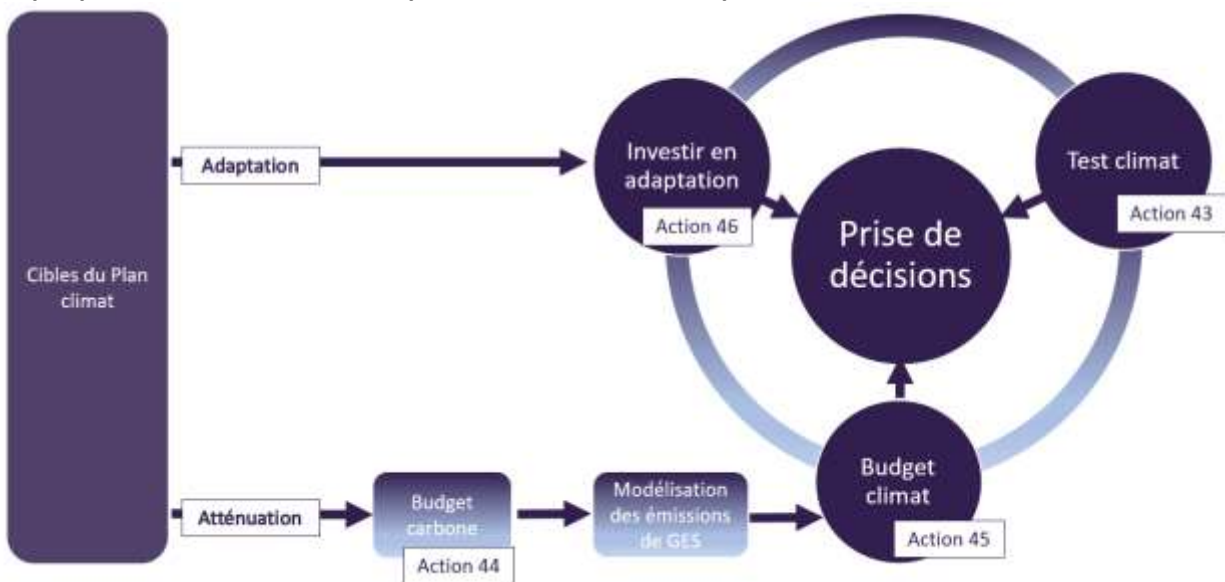 Cibles du Plan
climat
Adaptation
Investir en
adaptation
Action 46
Test climat
Action 43
Prise de
décisions
Atténuation
Budget
carbone
Action 44
Modélisation
des émissions
de GES
Budget
climat
Action 45